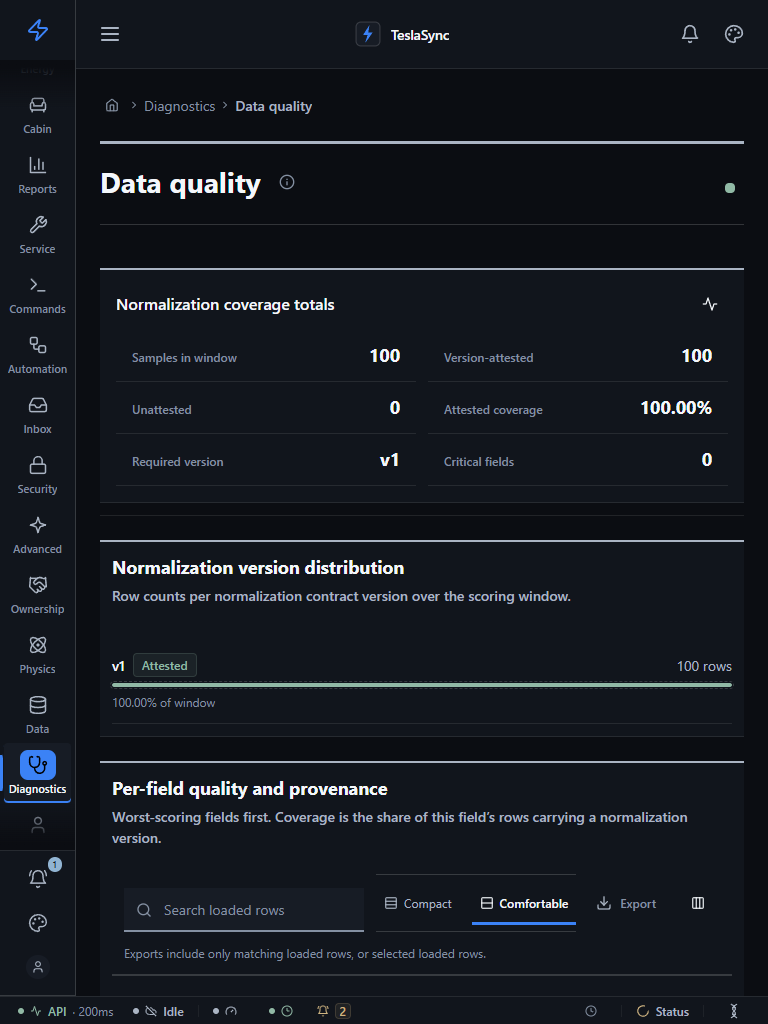 TeslaSync
Energy
Cabin
Reports
Service
Commands
Automation
Inbox
Security
Advanced
Ownership
Physics
Data
Diagnostics
1
Diagnostics
Data quality
Data quality
Normalization coverage totals
Samples in window 100
Version-attested 100
Unattested 0
Attested coverage 100.00%
Required version v1
Critical fields 0
Normalization version distribution
Row counts per normalization contract version over the scoring window.
v1 Attested 100 rows
100.00% of window
Per-field quality and provenance
Worst-scoring fields first. Coverage is the share of this field’s rows carrying a normalization
version.
Search loaded rows
Compact
Comfortable
Export
Exports include only matching loaded rows, or selected loaded rows.
API · 200ms
Idle
2
Status